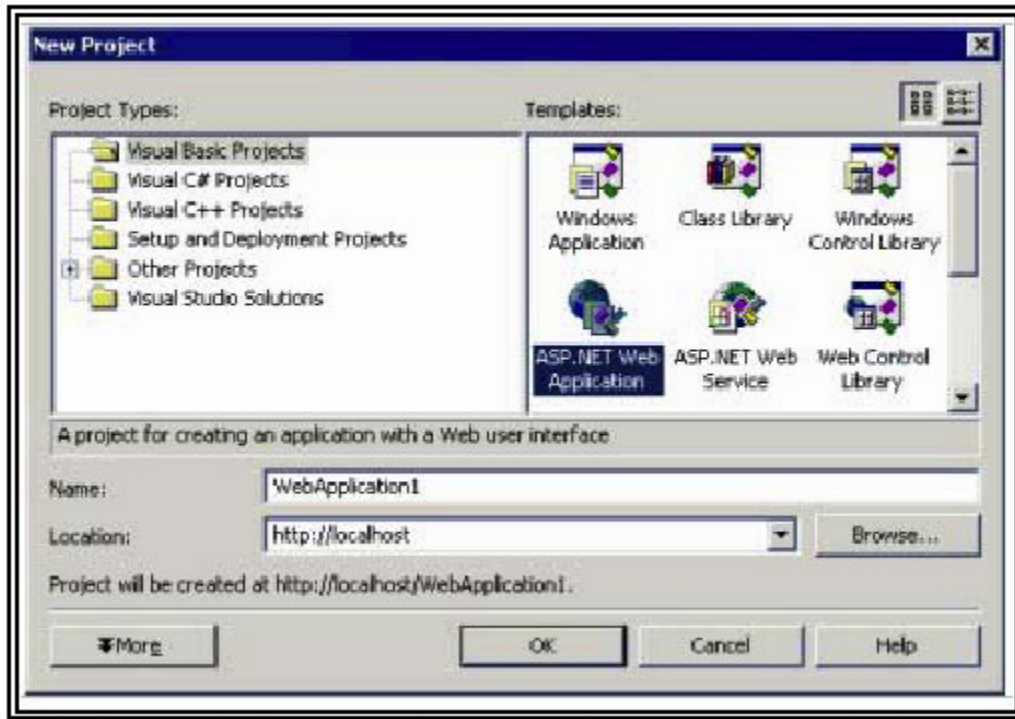 New Project
Project Types:
Templates:
Visual Basic Projects
Visual C# Projects
Visual C++ Projects
Setup and Deployment Projects
Other Projects
Visual Studio Solutions
Windows
Application
Class Library
Windows
Control Library
ASP.NET Web
Application
ASP.NET Web
Service
Web Control
Library
A project for creating an application with a Web user interface
Name:
WebApplication1
Location:
http://localhost
Browse...
Project will be created at http://localhost/WebApplication1.
More
OK
Cancel
Help